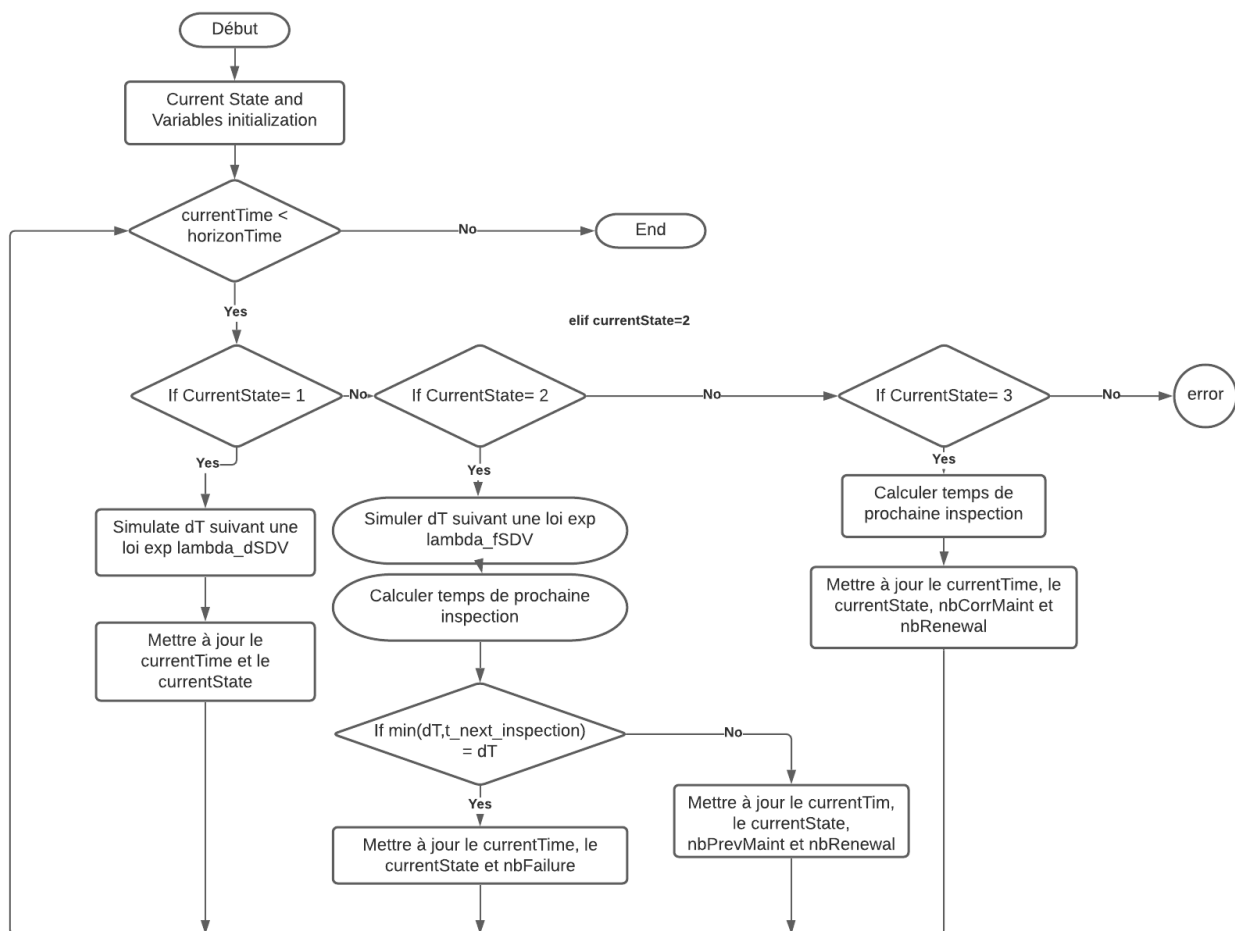 Début
Current State and
Variables initialization
currentTime <
horizonTime
No
End
Yes
elif currentState=2
If CurrentState= 1
No
If CurrentState= 2
No
If CurrentState= 3
No
error
Yes
Simulate dT suivant une
loi exp lambda_dSDV
Mettre à jour le
currentTime et le
currentState
Yes
Simuler dT suivant une loi exp
lambda_fSDV
Calculer temps de prochaine
inspection
If min(dT,t_next_inspection)
= dT
No
Yes
Mettre à jour le currentTime, le
currentState et nbFailure
Mettre à jour le currentTim,
le currentState,
nbPrevMaint et nbRenewal
Yes
Calculer temps de
prochaine inspection
Mettre à jour le currentTime, le
currentState, nbCorrMaint et
nbRenewal